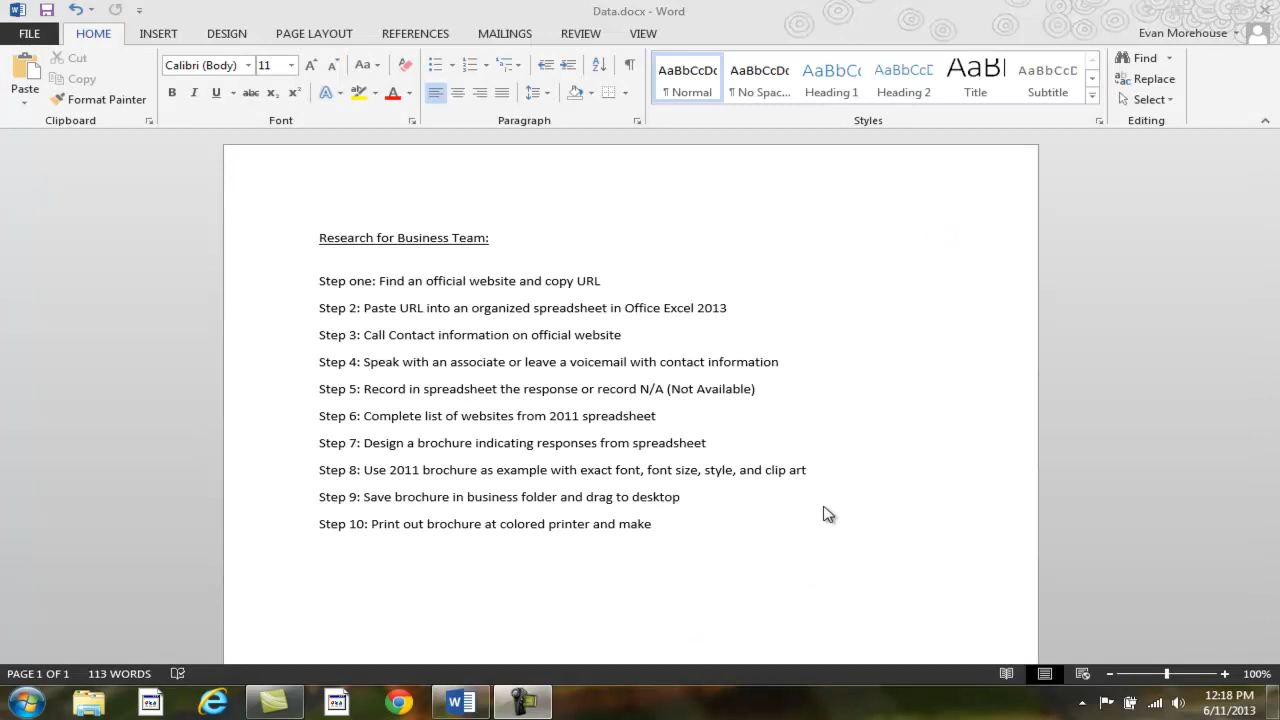 Data.docx - Word
FILE HOME INSERT DESIGN PAGE LAYOUT REFERENCES MAILINGS REVIEW VIEW Evan Morehouse
Cut
Copy
Format Painter
Paste
Clipboard
Calibri (Body) 11
Font
Paragraph
AaBbCcDc AaBbCcDc AaBbCc AaBbCcD AaBl AaBbCcD
¶ Normal ¶ No Spac... Heading 1 Heading 2 Title Subtitle
Styles
Find
Replace
Select
Editing
Research for Business Team:
Step one: Find an official website and copy URL
Step 2: Paste URL into an organized spreadsheet in Office Excel 2013
Step 3: Call Contact information on official website
Step 4: Speak with an associate or leave a voicemail with contact information
Step 5: Record in spreadsheet the response or record N/A (Not Available)
Step 6: Complete list of websites from 2011 spreadsheet
Step 7: Design a brochure indicating responses from spreadsheet
Step 8: Use 2011 brochure as example with exact font, font size, style, and clip art
Step 9: Save brochure in business folder and drag to desktop
Step 10: Print out brochure at colored printer and make
PAGE 1 OF 1 113 WORDS 100%
12:18 PM
6/11/2013